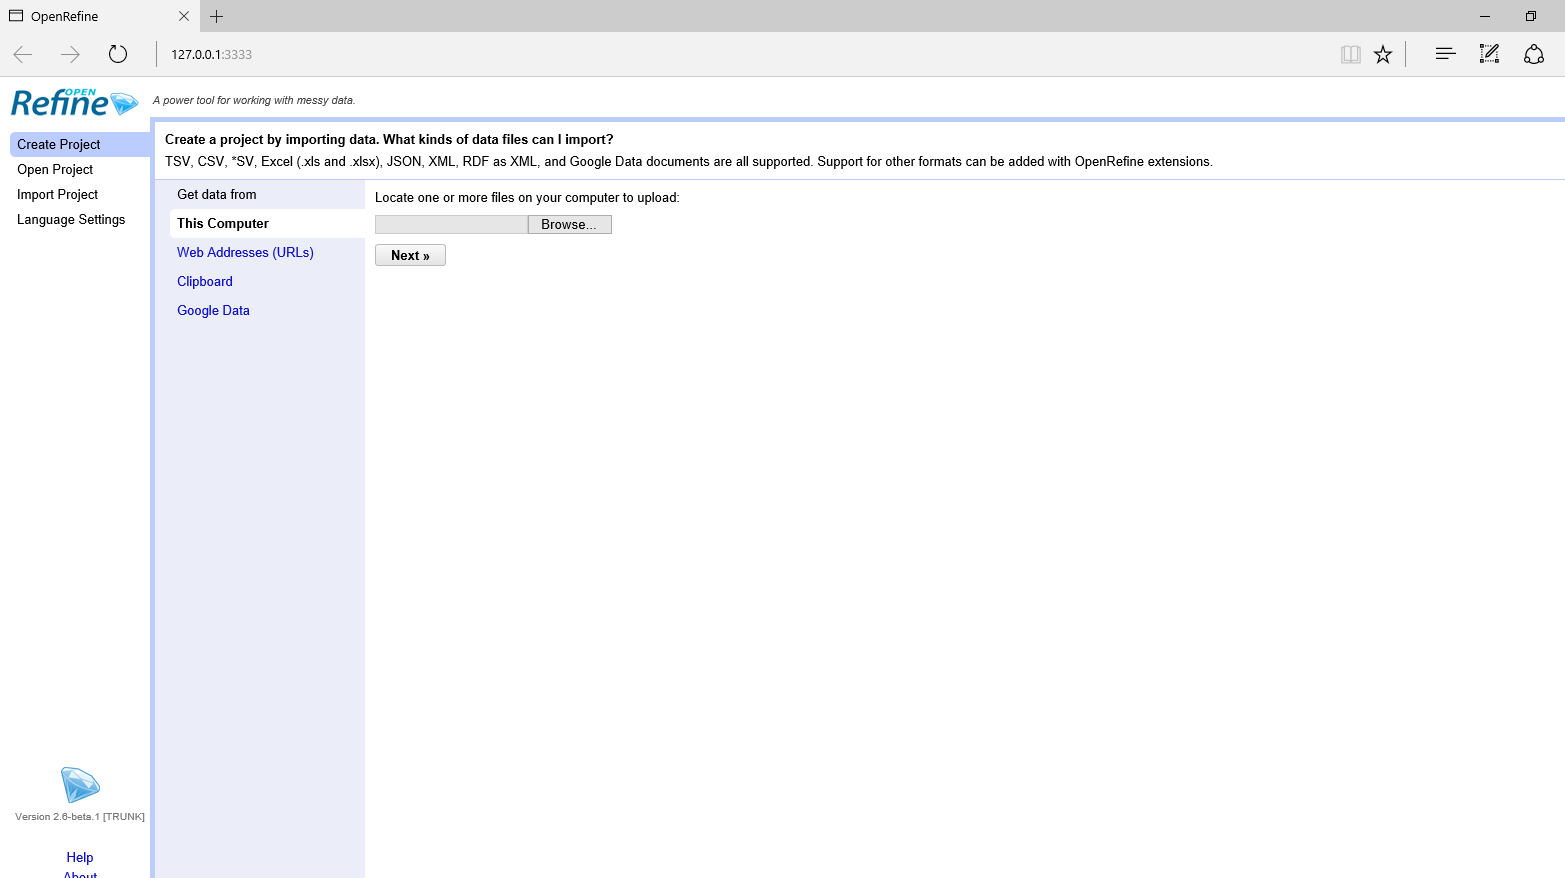 OpenRefine
127.0.0.1:3333
OPEN
Refine
A power tool for working with messy data.
Create Project
Open Project
Import Project
Language Settings
Create a project by importing data. What kinds of data files can I import?
TSV, CSV, *SV, Excel (.xls and .xlsx), JSON, XML, RDF as XML, and Google Data documents are all supported. Support for other formats can be added with OpenRefine extensions.
Get data from
This Computer
Web Addresses (URLs)
Clipboard
Google Data
Locate one or more files on your computer to upload:
Browse...
Next »
Version 2.6-beta.1 [TRUNK]
Help
About